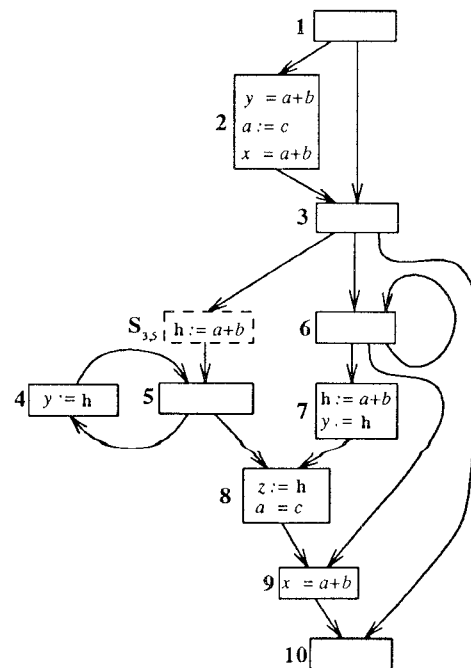 1
y = a+b
2 a := c
x = a+b
3
S3,5 h := a+b
6
4 y := h
5
7 h := a+b
y := h
8 z := h
a = c
9 x = a+b
10